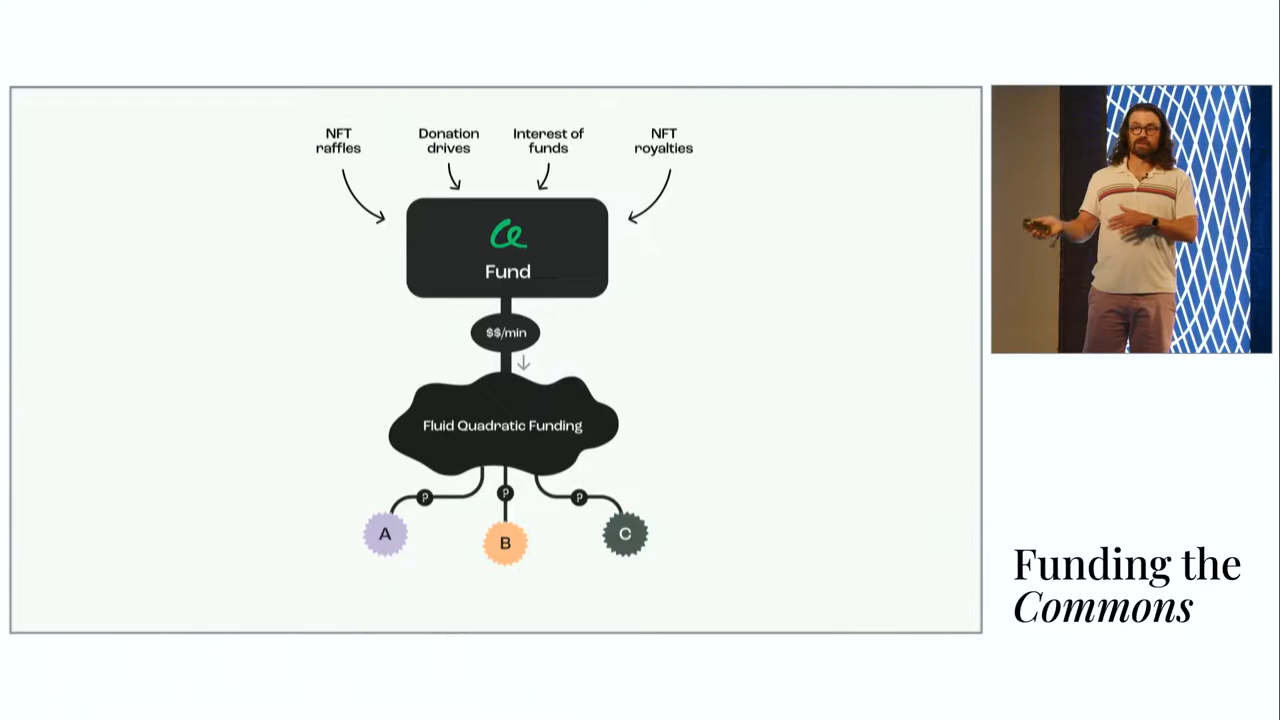 NFT
raffles
Donation
drives
Interest of
funds
NFT
royalties
Fund
$$/min
Fluid Quadratic Funding
A
B
C
Funding the
Commons